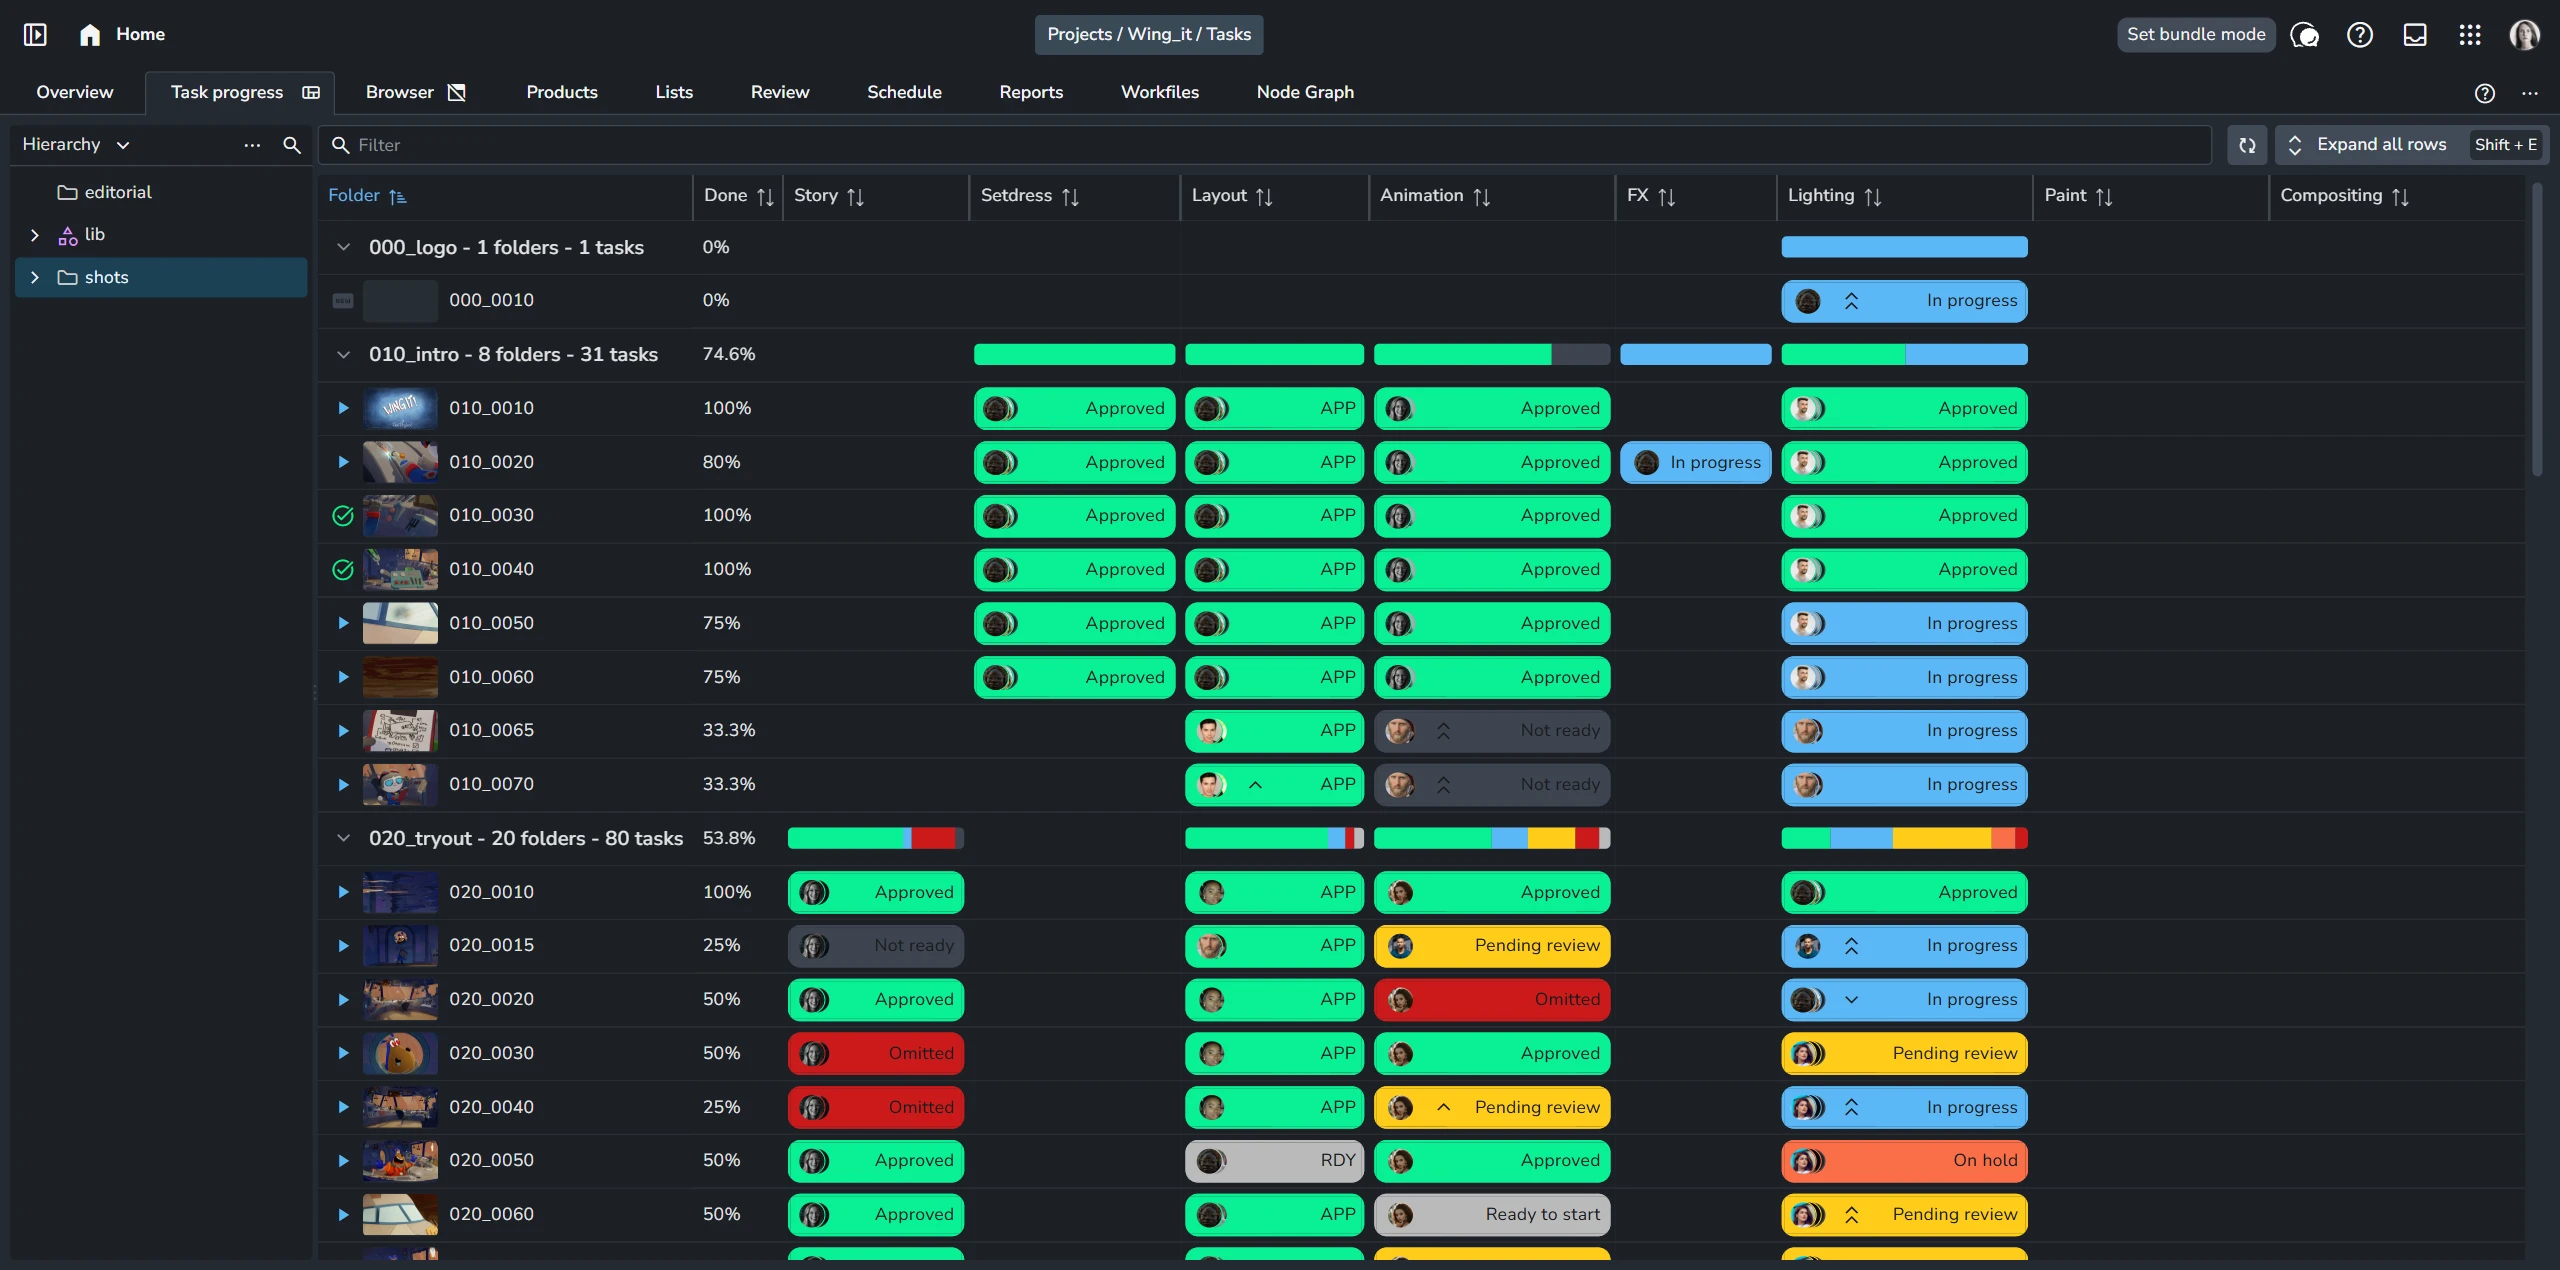 Home
Projects / Wing_it / Tasks
Set bundle mode
Overview Task progress Browser Products Lists Review Schedule Reports Workfiles Node Graph
Hierarchy
Filter
Expand all rows Shift + E
editorial
lib
shots
Folder Done Story Setdress Layout Animation FX Lighting Paint Compositing
000_logo - 1 folders - 1 tasks 0%
NEW 000_0010 0% In progress
010_intro - 8 folders - 31 tasks 74.6%
WING IT! 010_0010 100% Approved APP Approved Approved
010_0020 80% Approved APP Approved In progress Approved
010_0030 100% Approved APP Approved Approved
010_0040 100% Approved APP Approved Approved
010_0050 75% Approved APP Approved In progress
010_0060 75% Approved APP Approved In progress
010_0065 33.3% APP Not ready In progress
010_0070 33.3% APP Not ready In progress
020_tryout - 20 folders - 80 tasks 53.8%
020_0010 100% Approved APP Approved Approved
020_0015 25% Not ready APP Pending review In progress
020_0020 50% Approved APP Omitted In progress
020_0030 50% Omitted APP Approved Pending review
020_0040 25% Omitted APP Pending review In progress
020_0050 50% Approved RDY Approved On hold
020_0060 50% Approved APP Ready to start Pending review